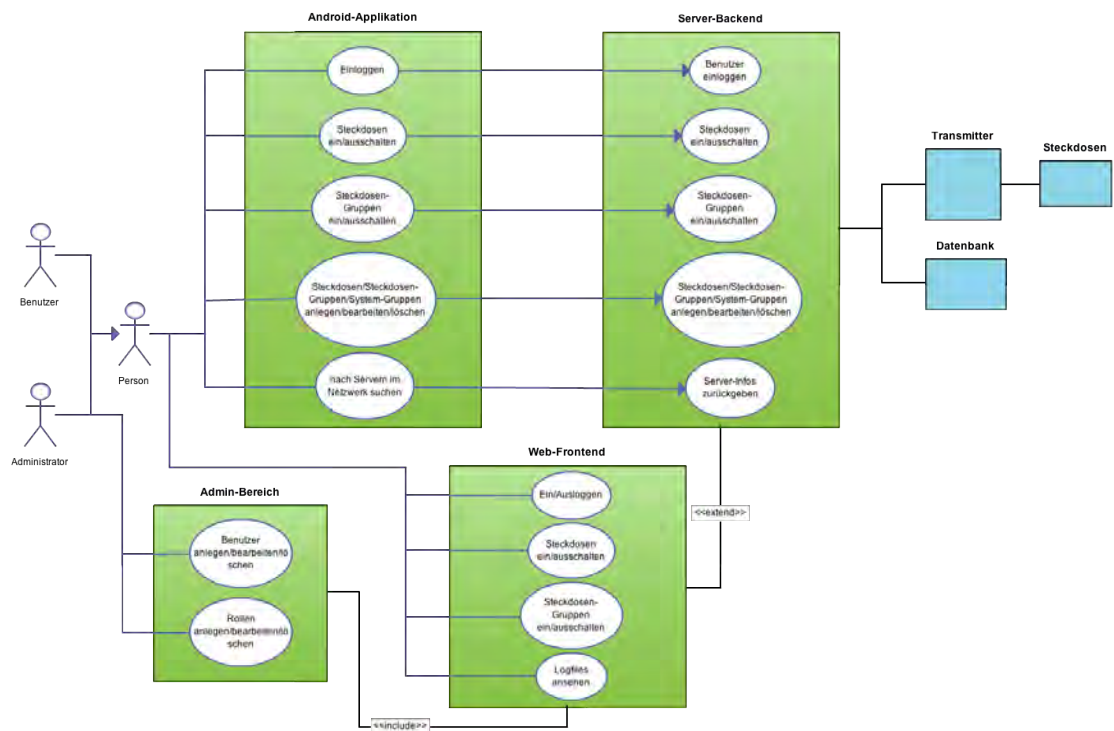 Android-Applikation
Einloggen
Steckdosen
ein/ausschalten
Steckdosen-
Gruppen
ein/ausschalten
Steckdosen/Steckdosen-
Gruppen/System-Gruppen
anlegen/bearbeiten/löschen
nach Servern im
Netzwerk suchen
Server-Backend
Benutzer
einloggen
Steckdosen
ein/ausschalten
Steckdosen-
Gruppen
ein/ausschalten
Steckdosen/Steckdosen-
Gruppen/System-Gruppen
anlegen/bearbeiten/löschen
Server-Infos
zurückgeben
Transmitter
Steckdosen
Datenbank
Benutzer
Person
Administrator
Admin-Bereich
Benutzer
anlegen/bearbeiten/lö
schen
Rollen
anlegen/bearbeiten/lö
schen
Web-Frontend
Ein/Ausloggen
Steckdosen
ein/ausschalten
Steckdosen-
Gruppen
ein/ausschalten
Logfiles
ansehen
<<extend>>
<<include>>